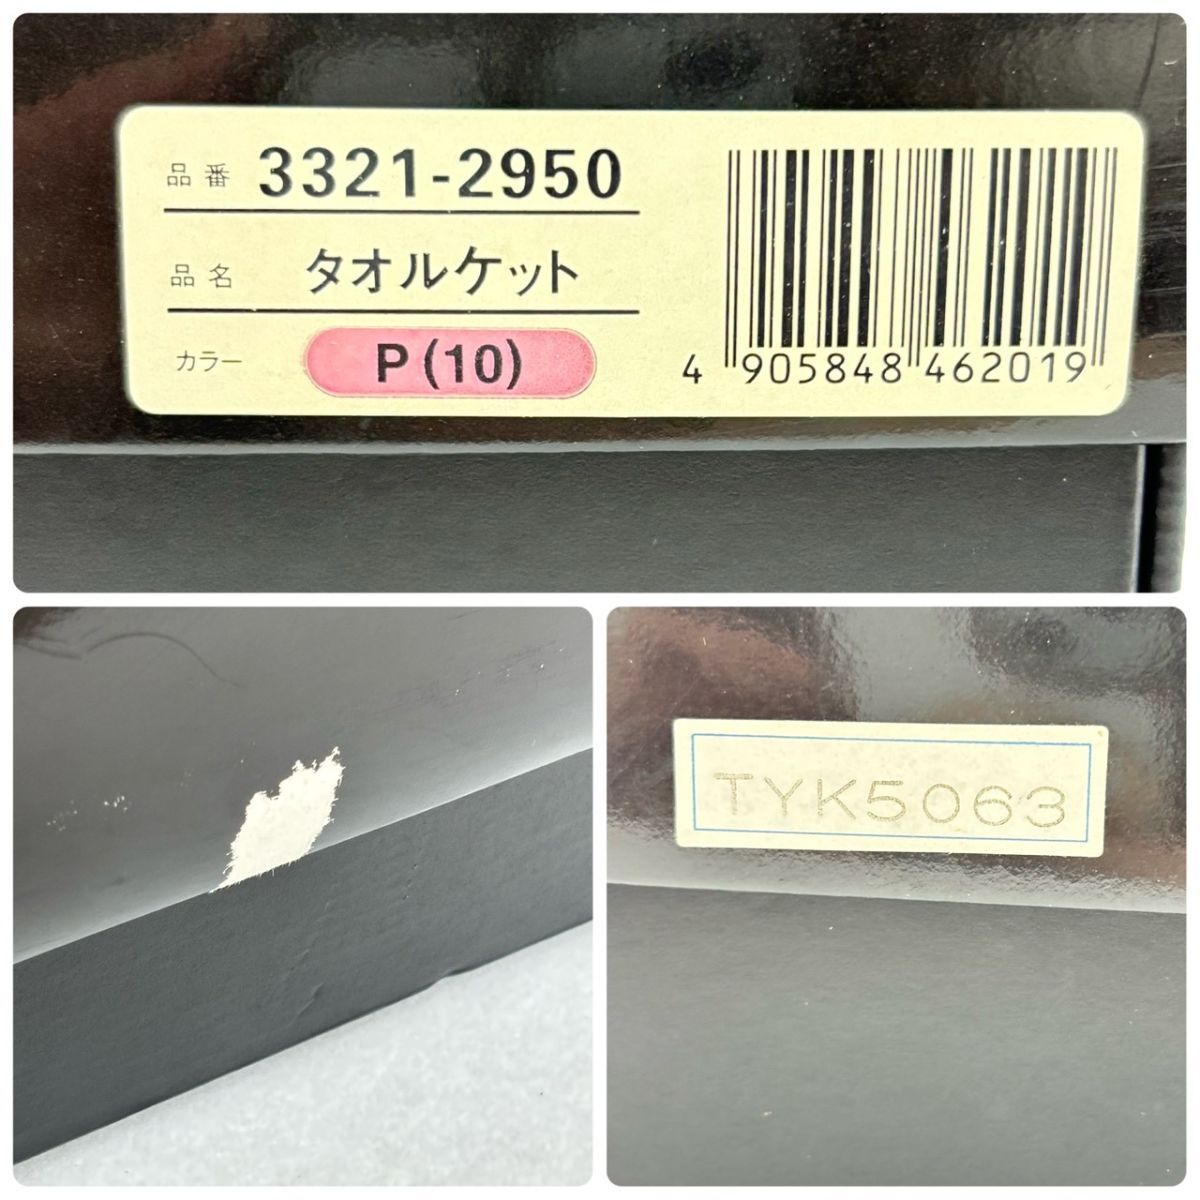 品番 3321-2950
品名 タオルケット
カラー P(10)
4 905848 462019
TYK5063